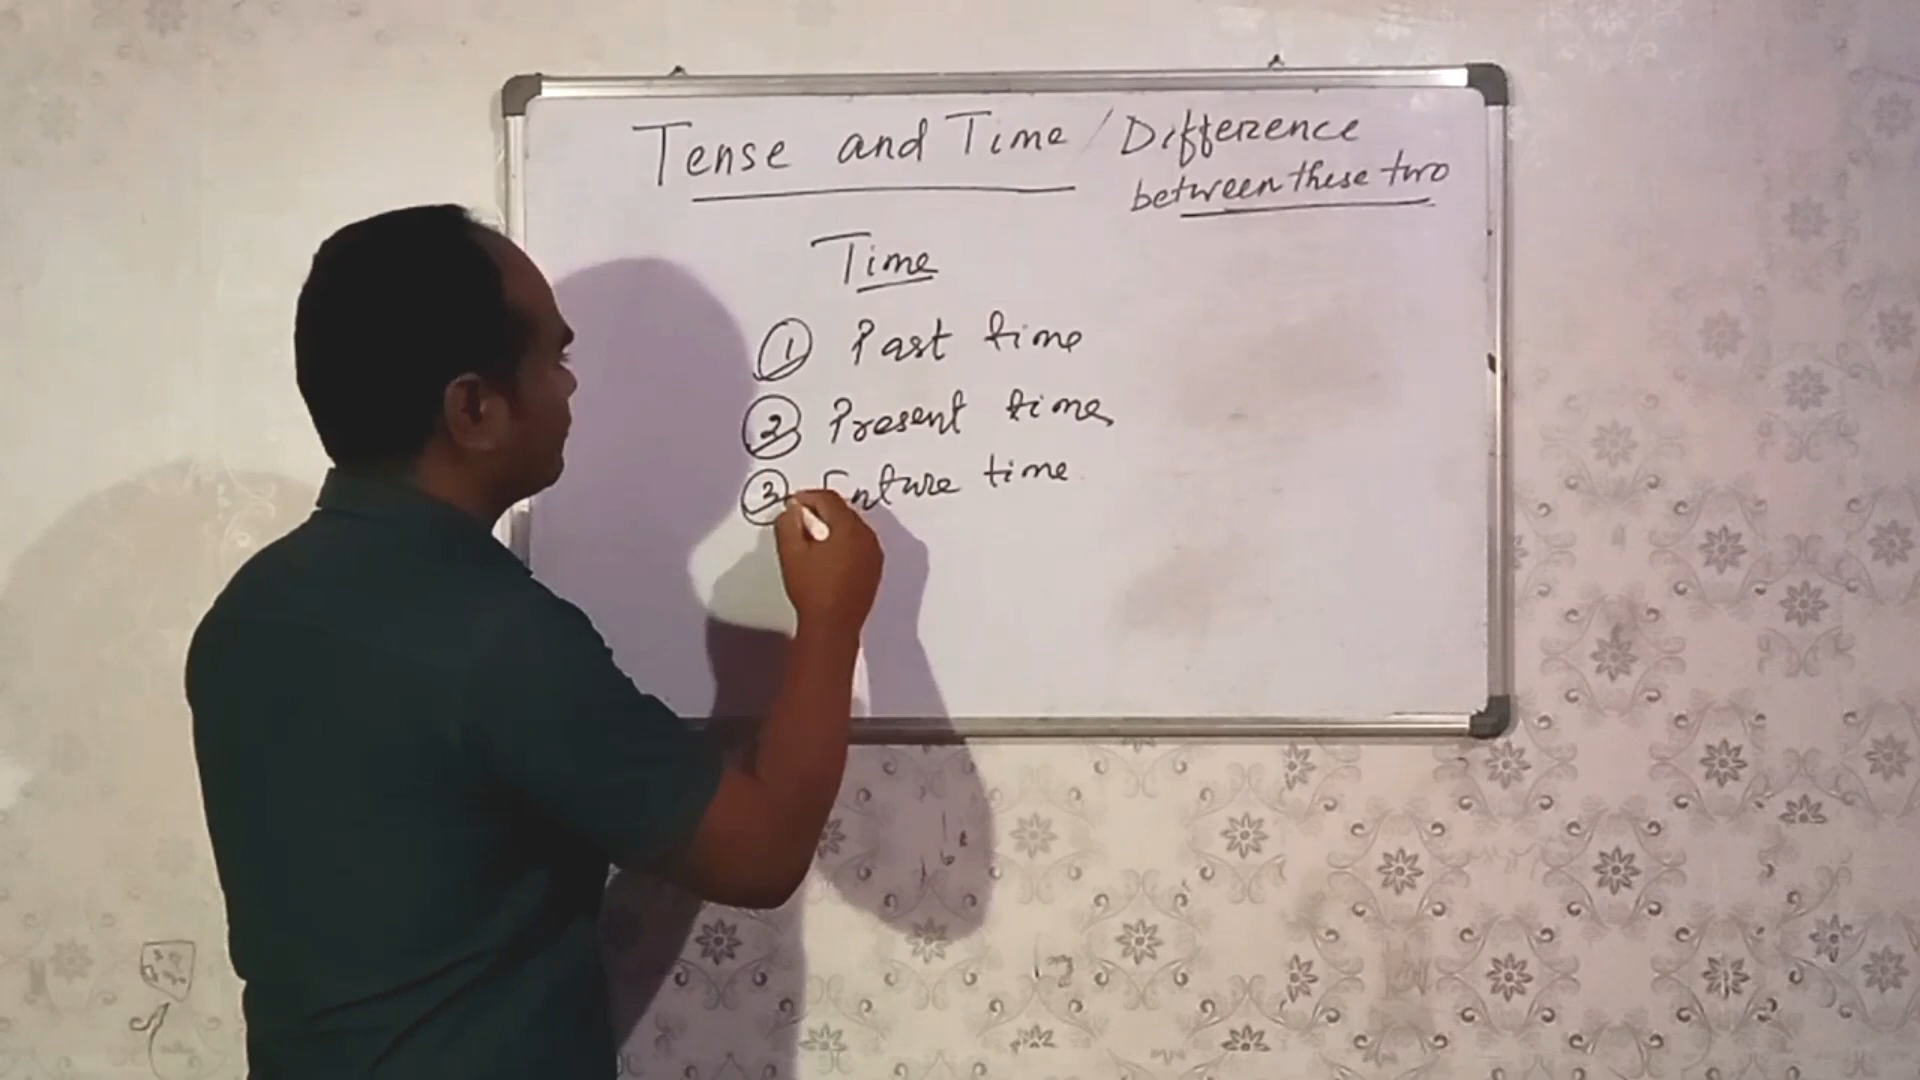 Tense and Time / Difference
between these two
Time
1 Past time
2 Present time
3 Future time